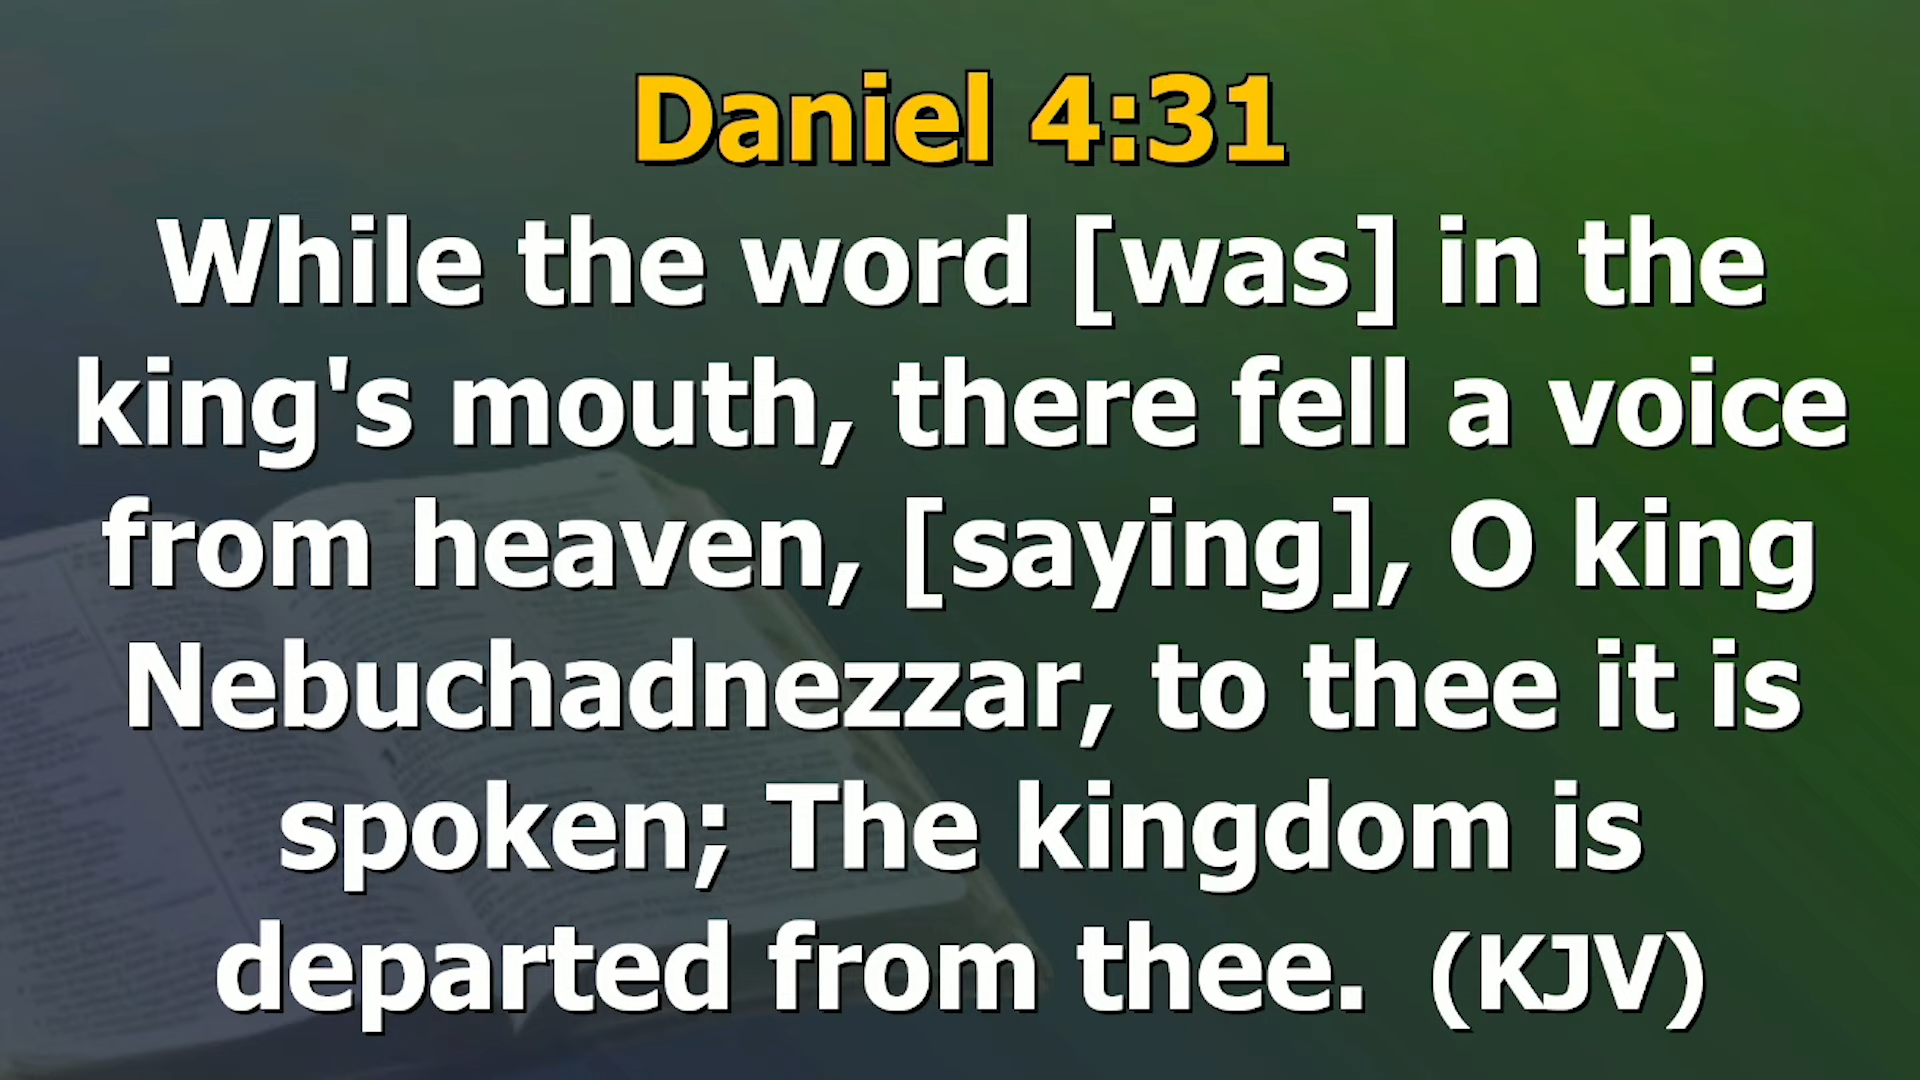 Daniel 4:31
While the word [was] in the
king's mouth, there fell a voice
from heaven, [saying], O king
Nebuchadnezzar, to thee it is
spoken; The kingdom is
departed from thee.  (KJV)